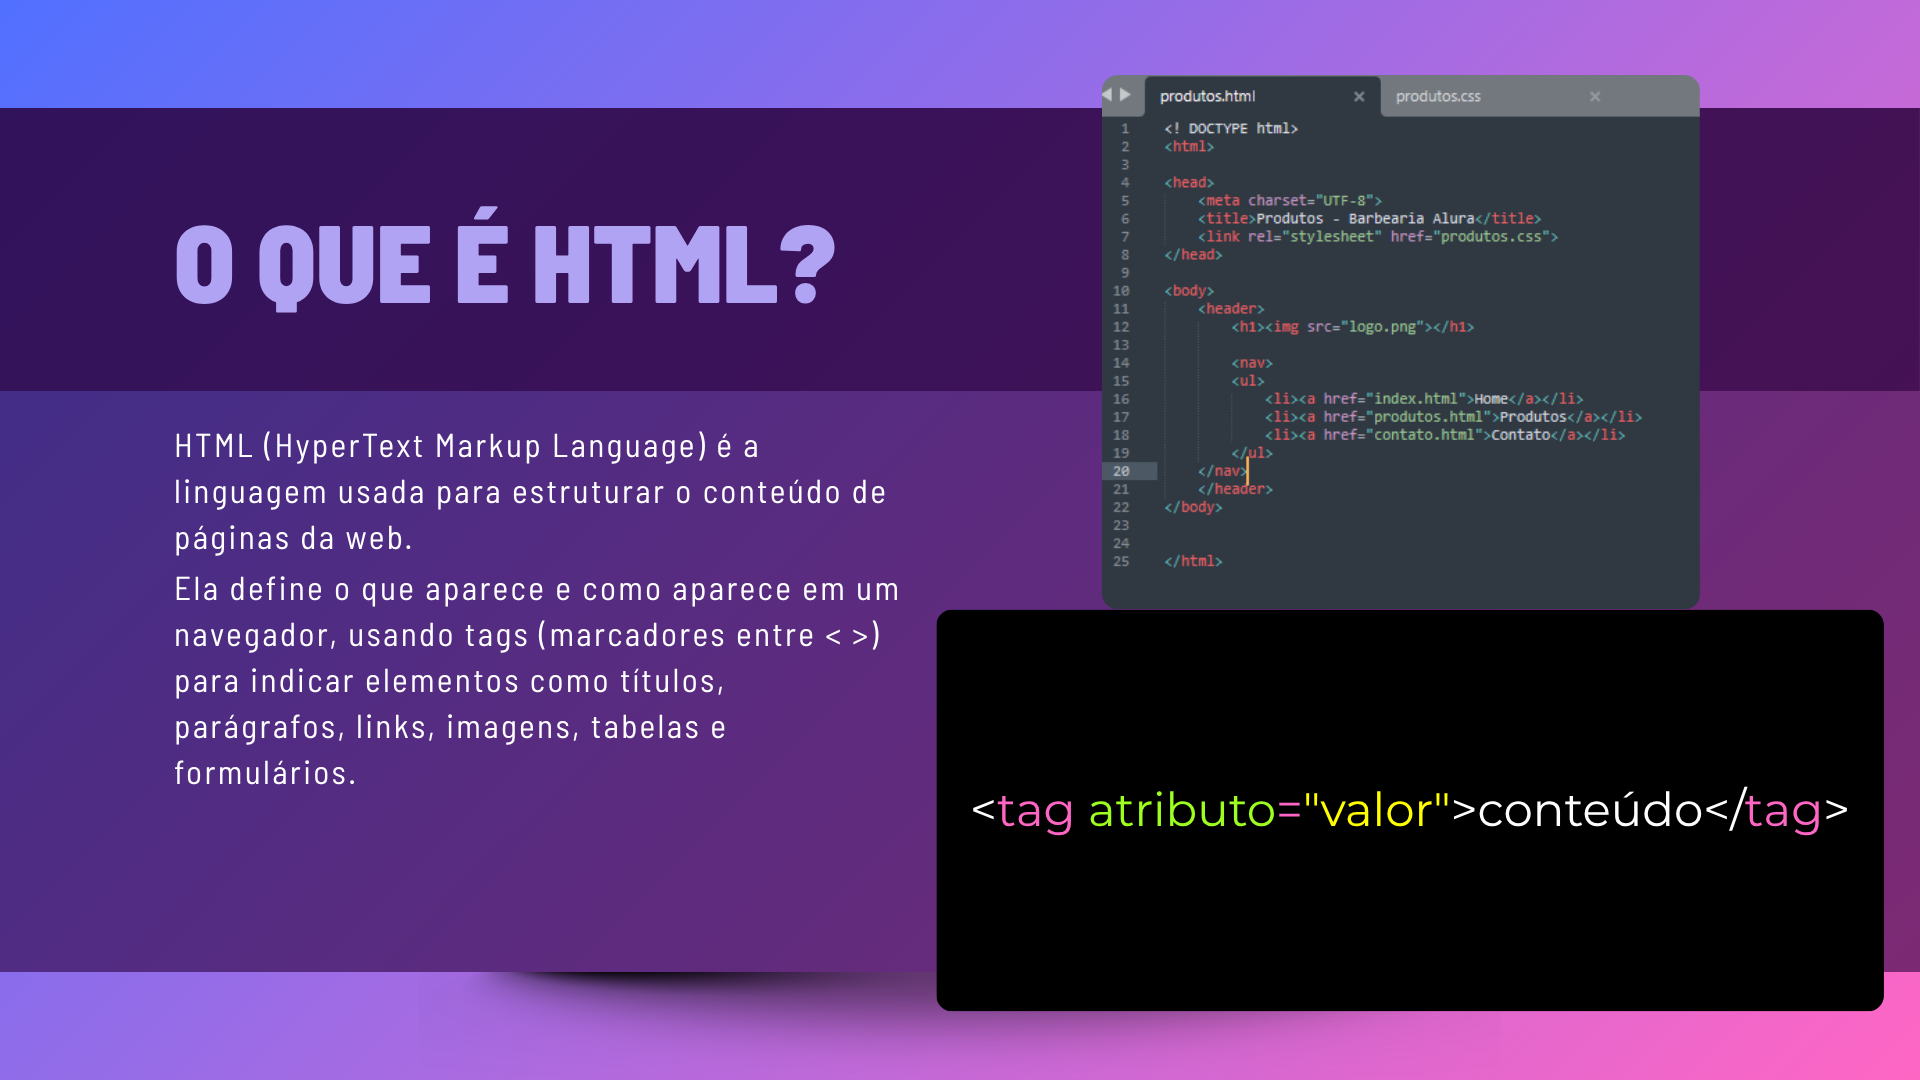 O QUE É HTML?
HTML (HyperText Markup Language) é a
linguagem usada para estruturar o conteúdo de
páginas da web.
Ela define o que aparece e como aparece em um
navegador, usando tags (marcadores entre < >)
para indicar elementos como títulos,
parágrafos, links, imagens, tabelas e
formulários.
produtos.html × produtos.css ×
1 <! DOCTYPE html>
2 <html>
3
4 <head>
5 <meta charset="UTF-8">
6 <title>Produtos - Barbearia Alura</title>
7 <link rel="stylesheet" href="produtos.css">
8 </head>
9
10 <body>
11 <header>
12 <h1><img src="logo.png"></h1>
13
14 <nav>
15 <ul>
16 <li><a href="index.html">Home</a></li>
17 <li><a href="produtos.html">Produtos</a></li>
18 <li><a href="contato.html">Contato</a></li>
19 </ul>
20 </nav>
21 </header>
22 </body>
23
24
25 </html>
<tag atributo="valor">conteúdo</tag>